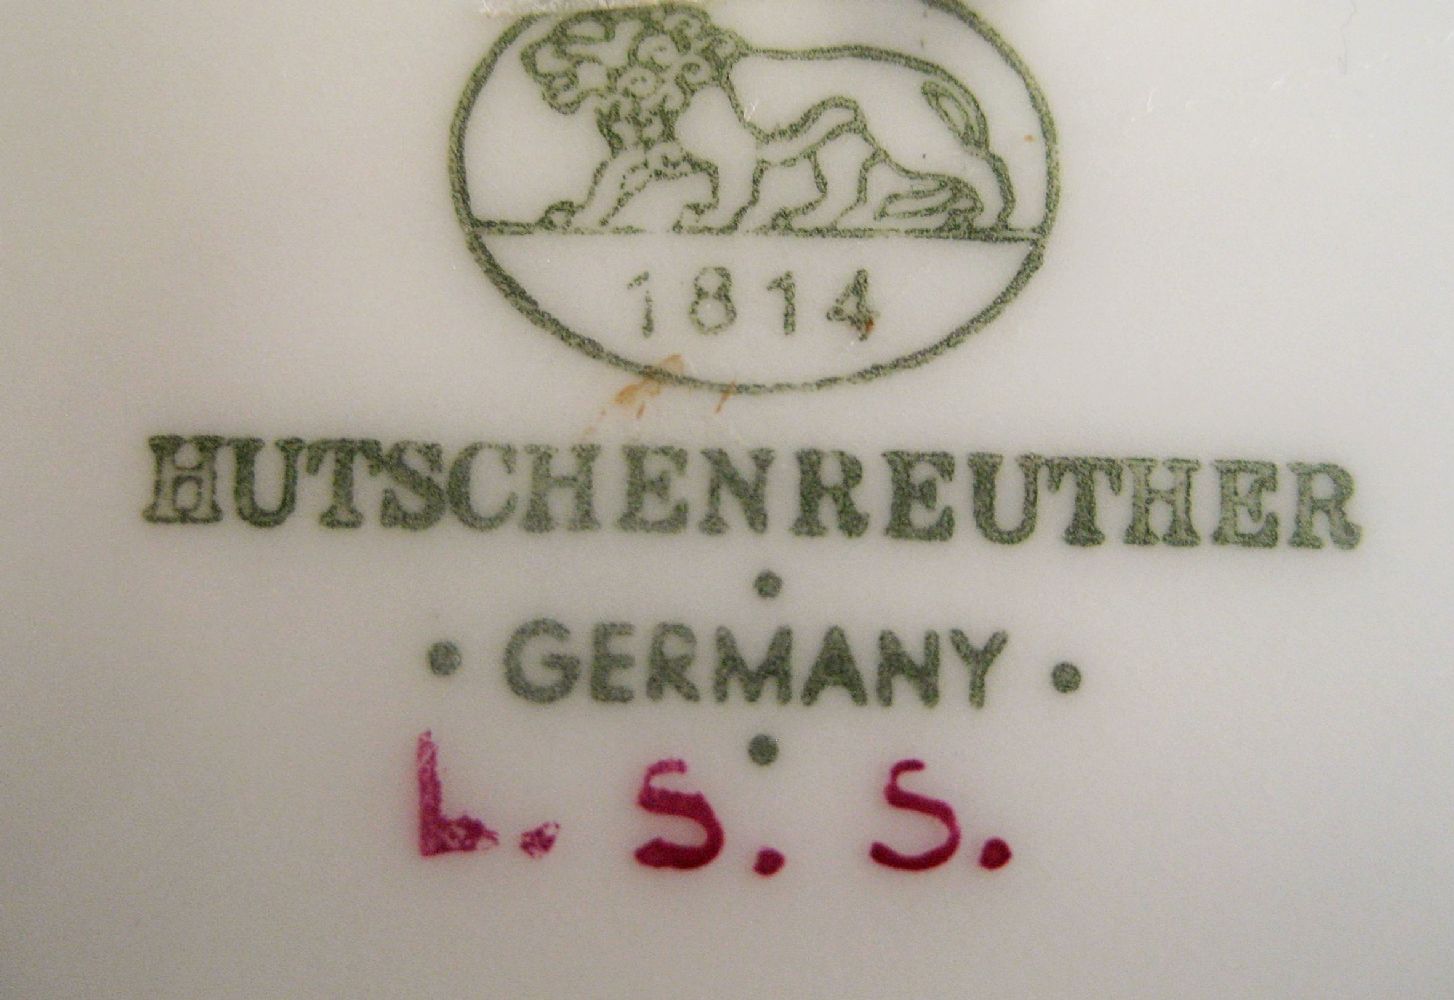 1814
HUTSCHENREUTHER
GERMANY
L. S. S.